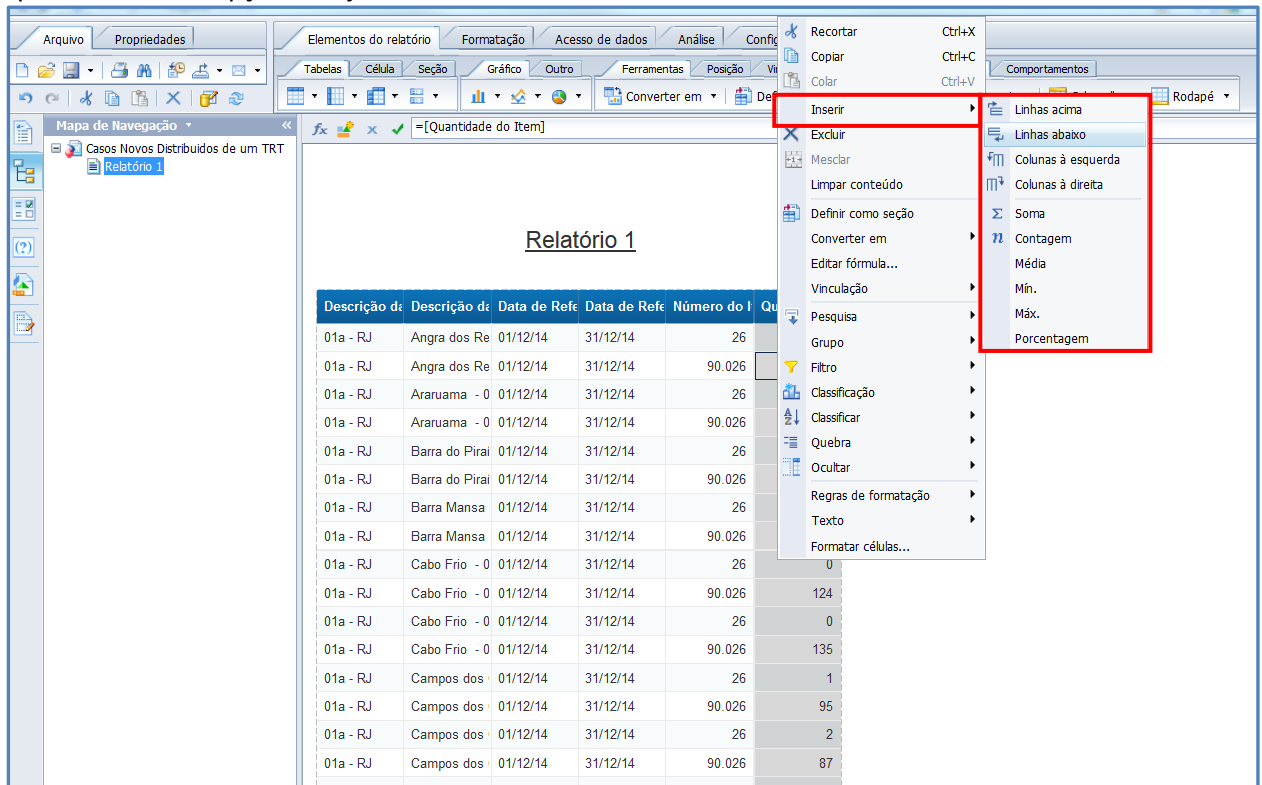 Arquivo Propriedades
Elementos do relatório Formatação Acesso de dados Análise
Tabelas Célula Seção Gráfico Outro Ferramentas Posição Comportamentos
Converter em Rodapé
Mapa de Navegação
Casos Novos Distribuidos de um TRT
Relatório 1
fx =[Quantidade do Item]
Recortar Ctrl+X
Copiar Ctrl+C
Colar Ctrl+V
Inserir
Excluir
Mesclar
Limpar conteúdo
Definir como seção
Converter em
Editar fórmula...
Vinculação
Pesquisa
Grupo
Filtro
Classificação
Classificar
Quebra
Ocultar
Regras de formatação
Texto
Formatar células...
Linhas acima
Linhas abaixo
Colunas à esquerda
Colunas à direita
Σ Soma
n Contagem
Média
Mín.
Máx.
Porcentagem
Relatório 1
Descrição da Descrição da Data de Refe Data de Refe Número do I Qu
01a - RJ Angra dos Re 01/12/14 31/12/14 26
01a - RJ Angra dos Re 01/12/14 31/12/14 90.026
01a - RJ Araruama - 0 01/12/14 31/12/14 26
01a - RJ Araruama - 0 01/12/14 31/12/14 90.026
01a - RJ Barra do Piraí 01/12/14 31/12/14 26
01a - RJ Barra do Piraí 01/12/14 31/12/14 90.026
01a - RJ Barra Mansa 01/12/14 31/12/14 26
01a - RJ Barra Mansa 01/12/14 31/12/14 90.026
01a - RJ Cabo Frio - 0 01/12/14 31/12/14 26 0
01a - RJ Cabo Frio - 0 01/12/14 31/12/14 90.026 124
01a - RJ Cabo Frio - 0 01/12/14 31/12/14 26 0
01a - RJ Cabo Frio - 0 01/12/14 31/12/14 90.026 135
01a - RJ Campos dos 01/12/14 31/12/14 26 1
01a - RJ Campos dos 01/12/14 31/12/14 90.026 95
01a - RJ Campos dos 01/12/14 31/12/14 26 2
01a - RJ Campos dos 01/12/14 31/12/14 90.026 87